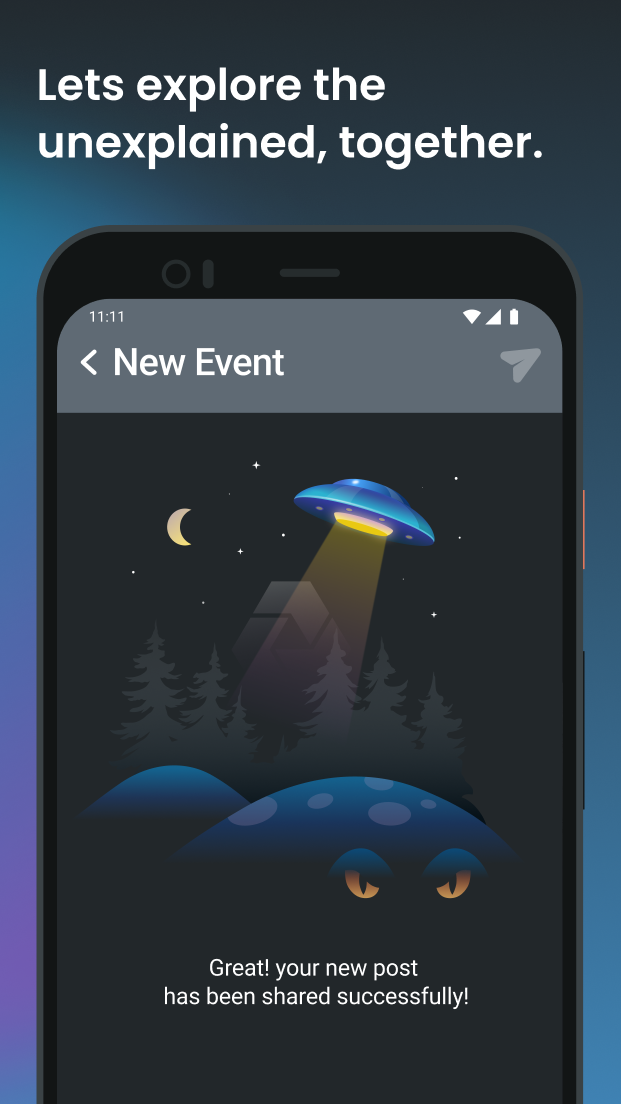 Lets explore the
unexplained, together.
11:11
New Event
Great! your new post
has been shared successfully!